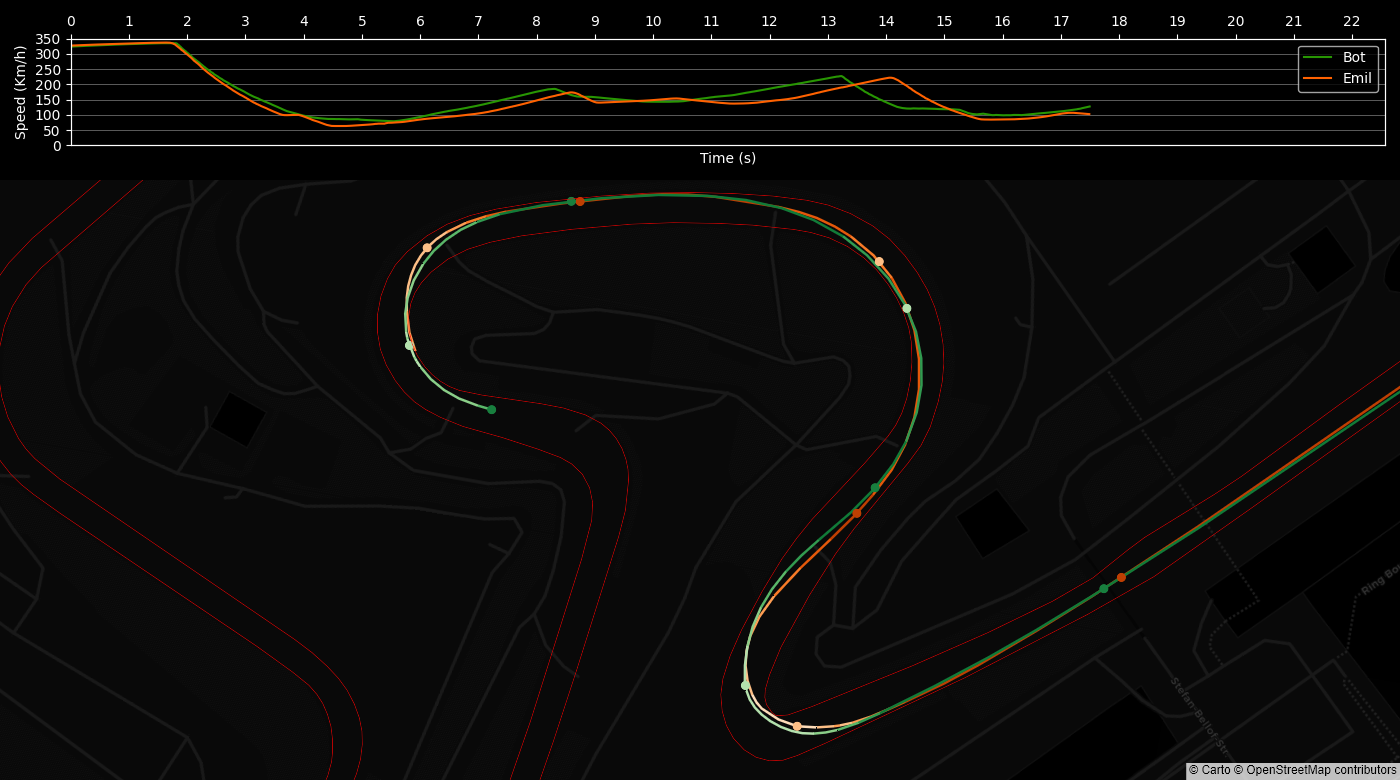 0 1 2 3 4 5 6 7 8 9 10 11 12 13 14 15 16 17 18 19 20 21 22
350
300
250
200
150
100
50
0
Speed (Km/h)
Bot
Emil
Time (s)
Ring Bo
Stefan-Bellof-Str
© Carto © OpenStreetMap contributors